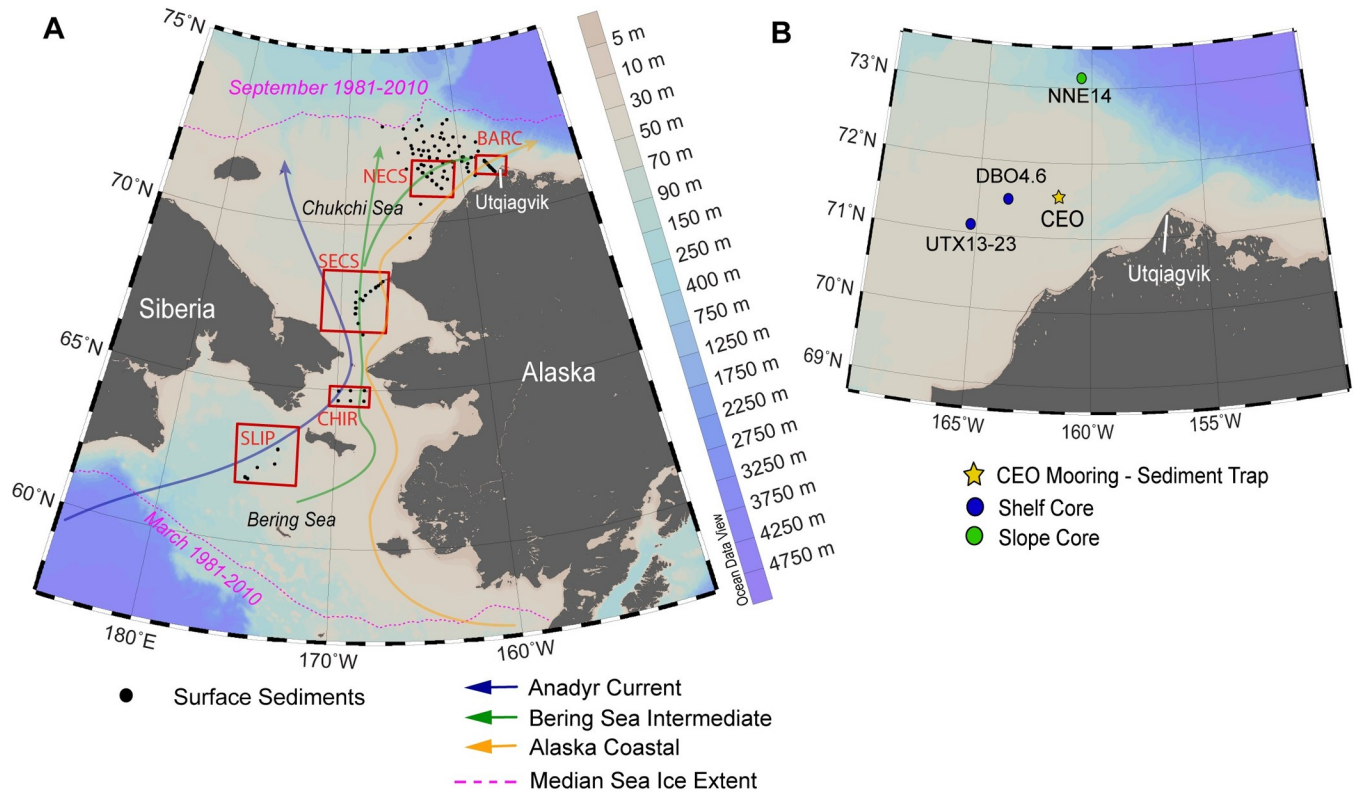 A
75˚N
September 1981-2010
BARC
NECS
70˚N
Chukchi Sea
Utqiagvik
SECS
Siberia
65˚N
Alaska
CHIR
SLIP
60˚N
Bering Sea
March 1981-2010
180˚E
170˚W
160˚W
5 m
10 m
30 m
50 m
70 m
90 m
150 m
250 m
400 m
750 m
1250 m
1750 m
2250 m
2750 m
3250 m
3750 m
4250 m
4750 m
Ocean Data View
Surface Sediments
Anadyr Current
Bering Sea Intermediate
Alaska Coastal
Median Sea Ice Extent
B
73˚N
NNE14
72˚N
DBO4.6
CEO
71˚N
UTX13-23
Utqiagvik
70˚N
69˚N
165˚W
160˚W
155˚W
CEO Mooring - Sediment Trap
Shelf Core
Slope Core